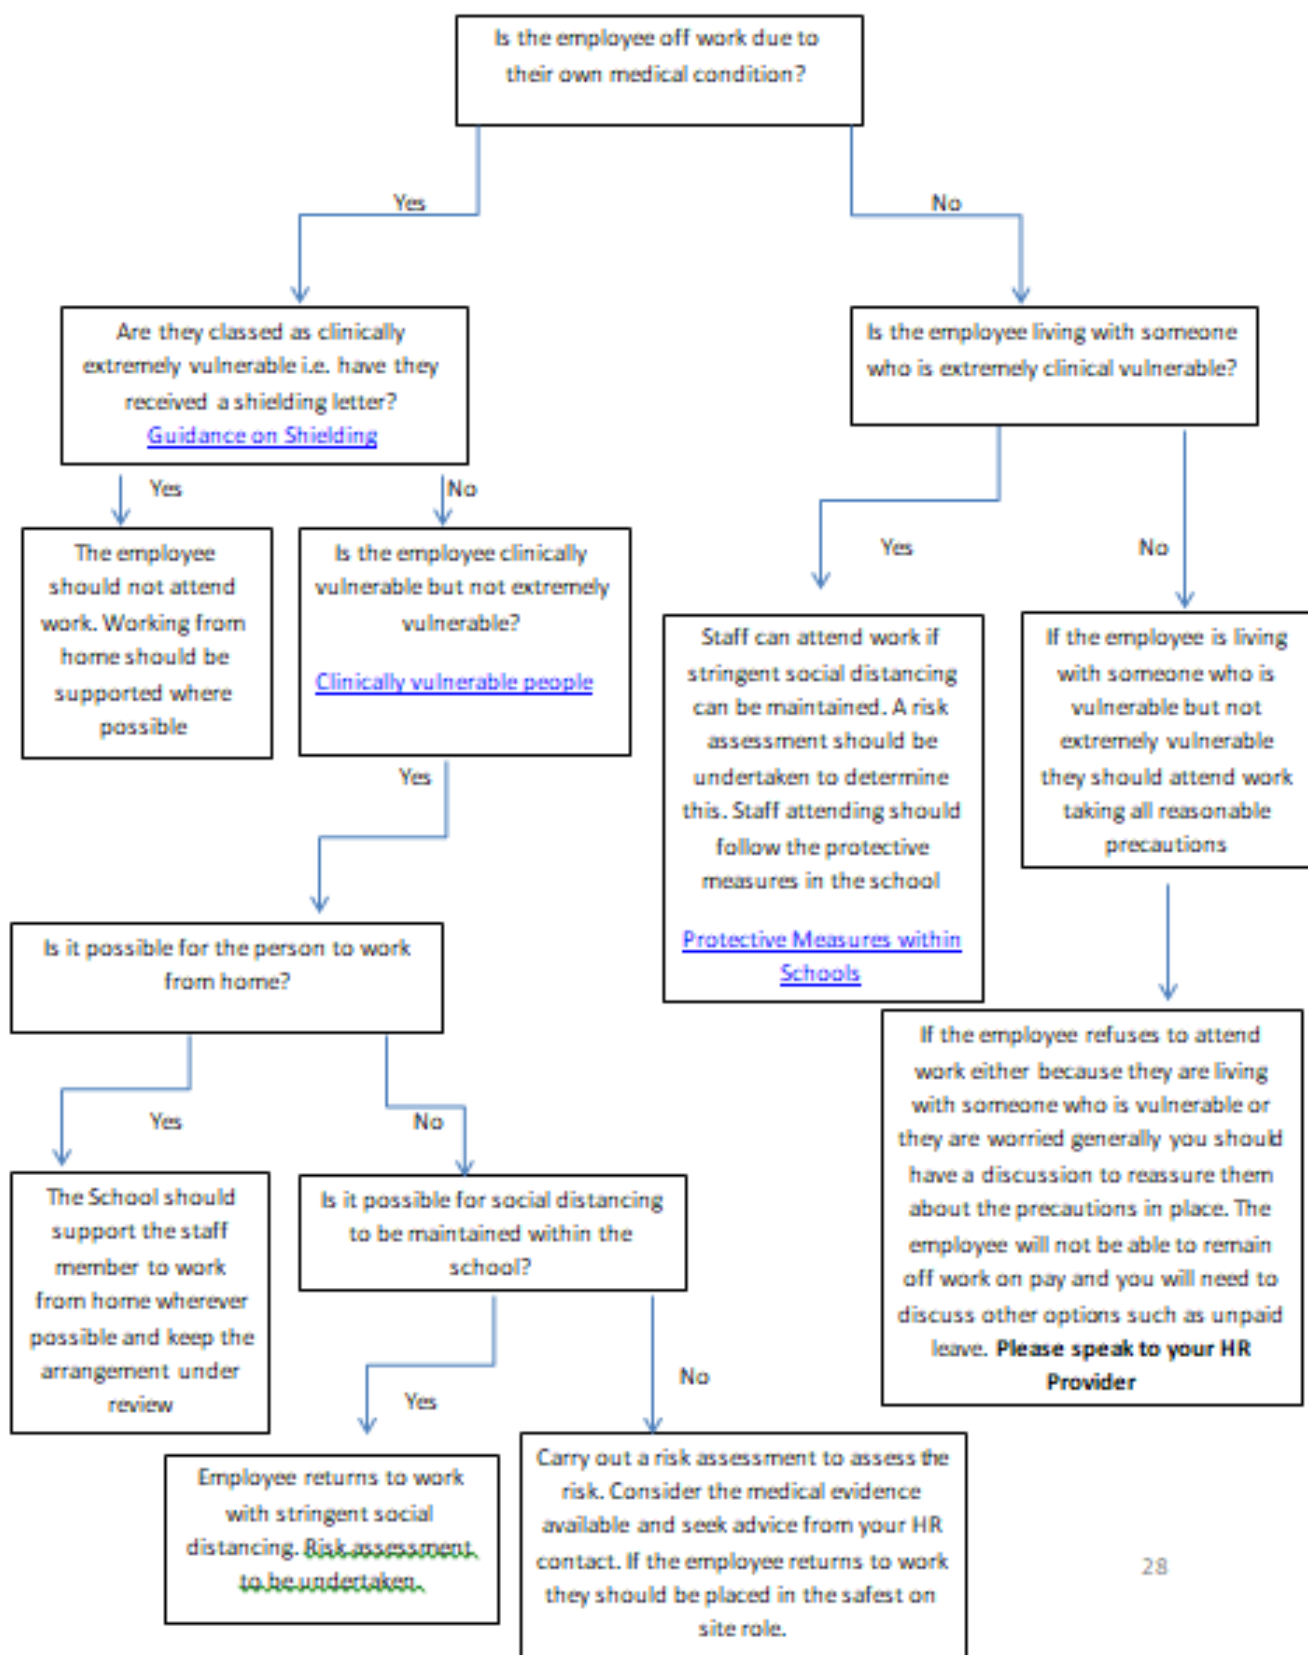 Is the employee off work due to
their own medical condition?
Yes
No
Are they classed as clinically
extremely vulnerable i.e. have they
received a shielding letter?
Guidance on Shielding
Is the employee living with someone
who is extremely clinical vulnerable?
Yes
No
Yes
No
The employee
should not attend
work. Working from
home should be
supported where
possible
Is the employee clinically
vulnerable but not extremely
vulnerable?
Clinically vulnerable people
Staff can attend work if
stringent social distancing
can be maintained. A risk
assessment should be
undertaken to determine
this. Staff attending should
follow the protective
measures in the school
Protective Measures within
Schools
If the employee is living
with someone who is
vulnerable but not
extremely vulnerable
they should attend work
taking all reasonable
precautions
Yes
Is it possible for the person to work
from home?
If the employee refuses to attend
work either because they are living
with someone who is vulnerable or
they are worried generally you should
have a discussion to reassure them
about the precautions in place. The
employee will not be able to remain
off work on pay and you will need to
discuss other options such as unpaid
leave. Please speak to your HR
Provider
Yes
No
The School should
support the staff
member to work
from home wherever
possible and keep the
arrangement under
review
Is it possible for social distancing
to be maintained within the
school?
Yes
No
Employee returns to work
with stringent social
distancing. Risk assessment
to be undertaken.
Carry out a risk assessment to assess the
risk. Consider the medical evidence
available and seek advice from your HR
contact. If the employee returns to work
they should be placed in the safest on
site role.
28